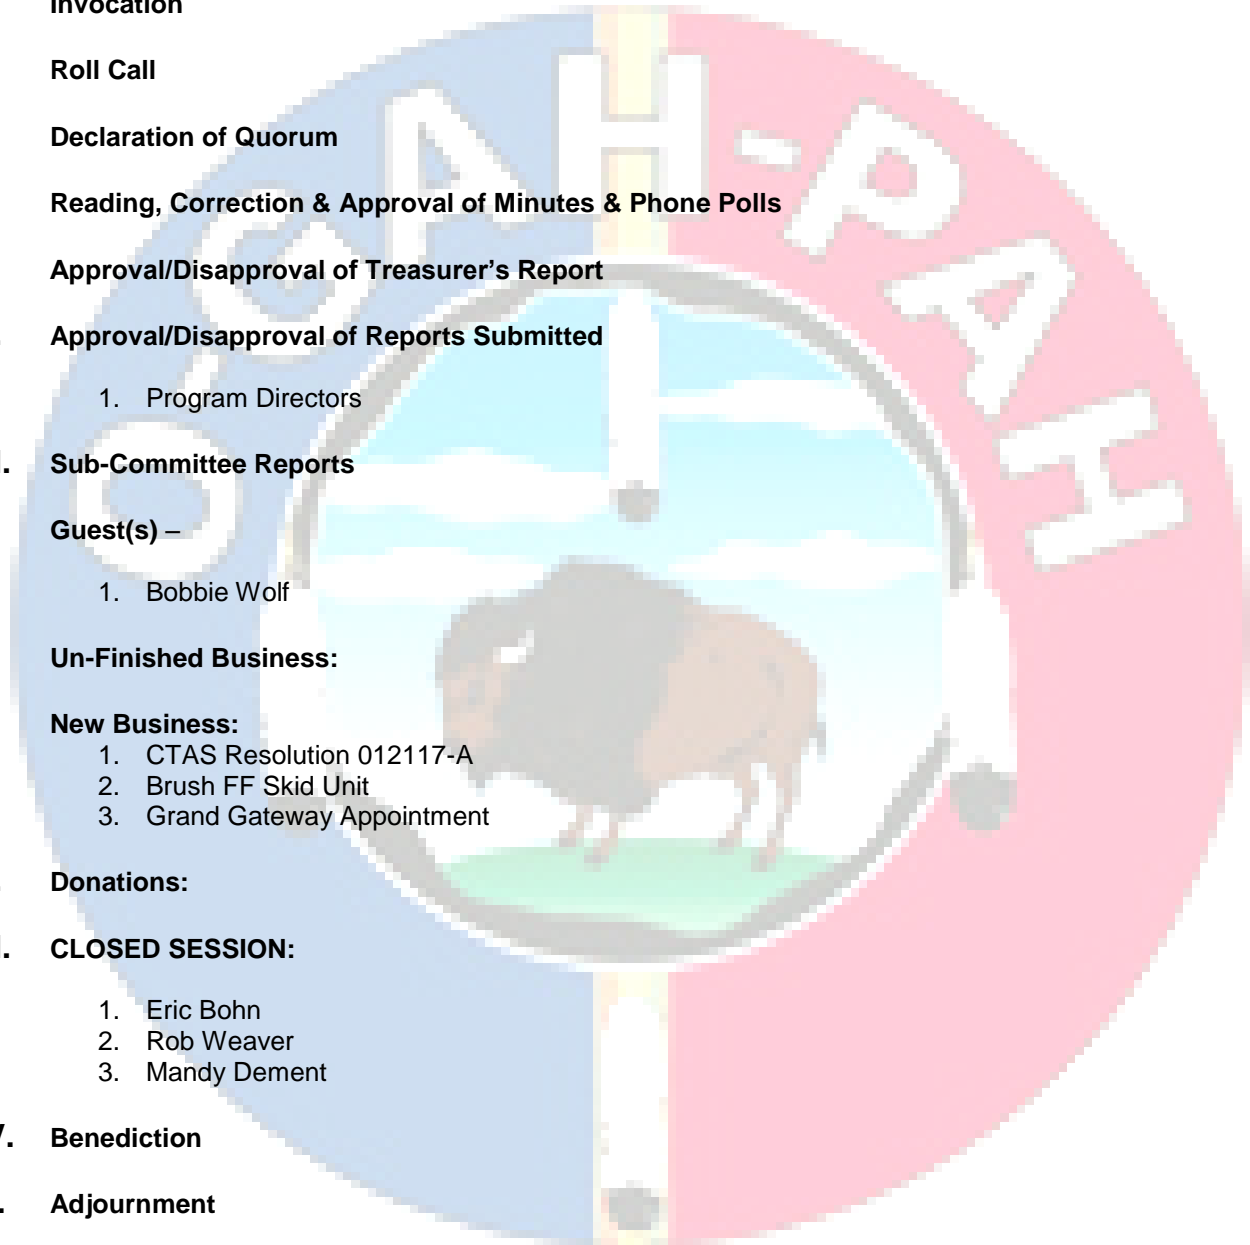 Invocation
Roll Call
Declaration of Quorum
Reading, Correction & Approval of Minutes & Phone Polls
Approval/Disapproval of Treasurer’s Report
. Approval/Disapproval of Reports Submitted
1. Program Directors
I. Sub-Committee Reports
Guest(s) –
1. Bobbie Wolf
Un-Finished Business:
New Business:
1. CTAS Resolution 012117-A
2. Brush FF Skid Unit
3. Grand Gateway Appointment
. Donations:
I. CLOSED SESSION:
1. Eric Bohn
2. Rob Weaver
3. Mandy Dement
V. Benediction
. Adjournment
O-GAH-PAH